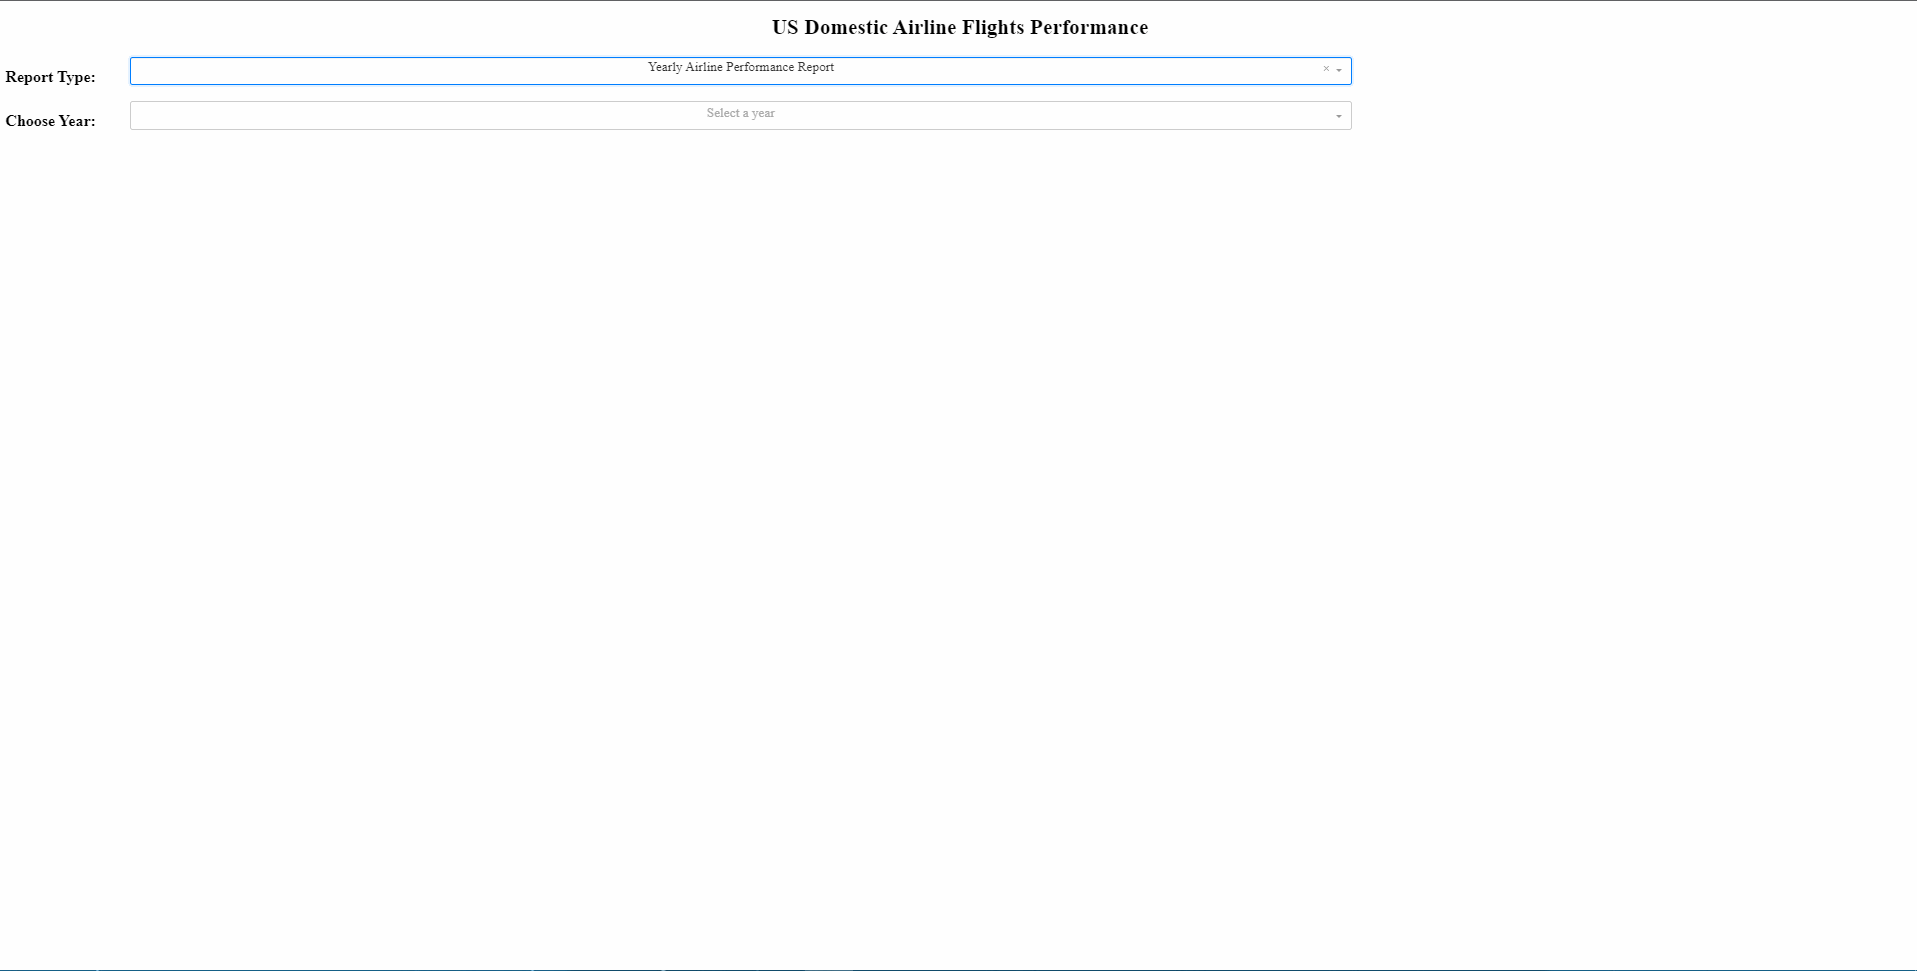 US Domestic Airline Flights Performance
Report Type:
Yearly Airline Performance Report
Choose Year:
Select a year